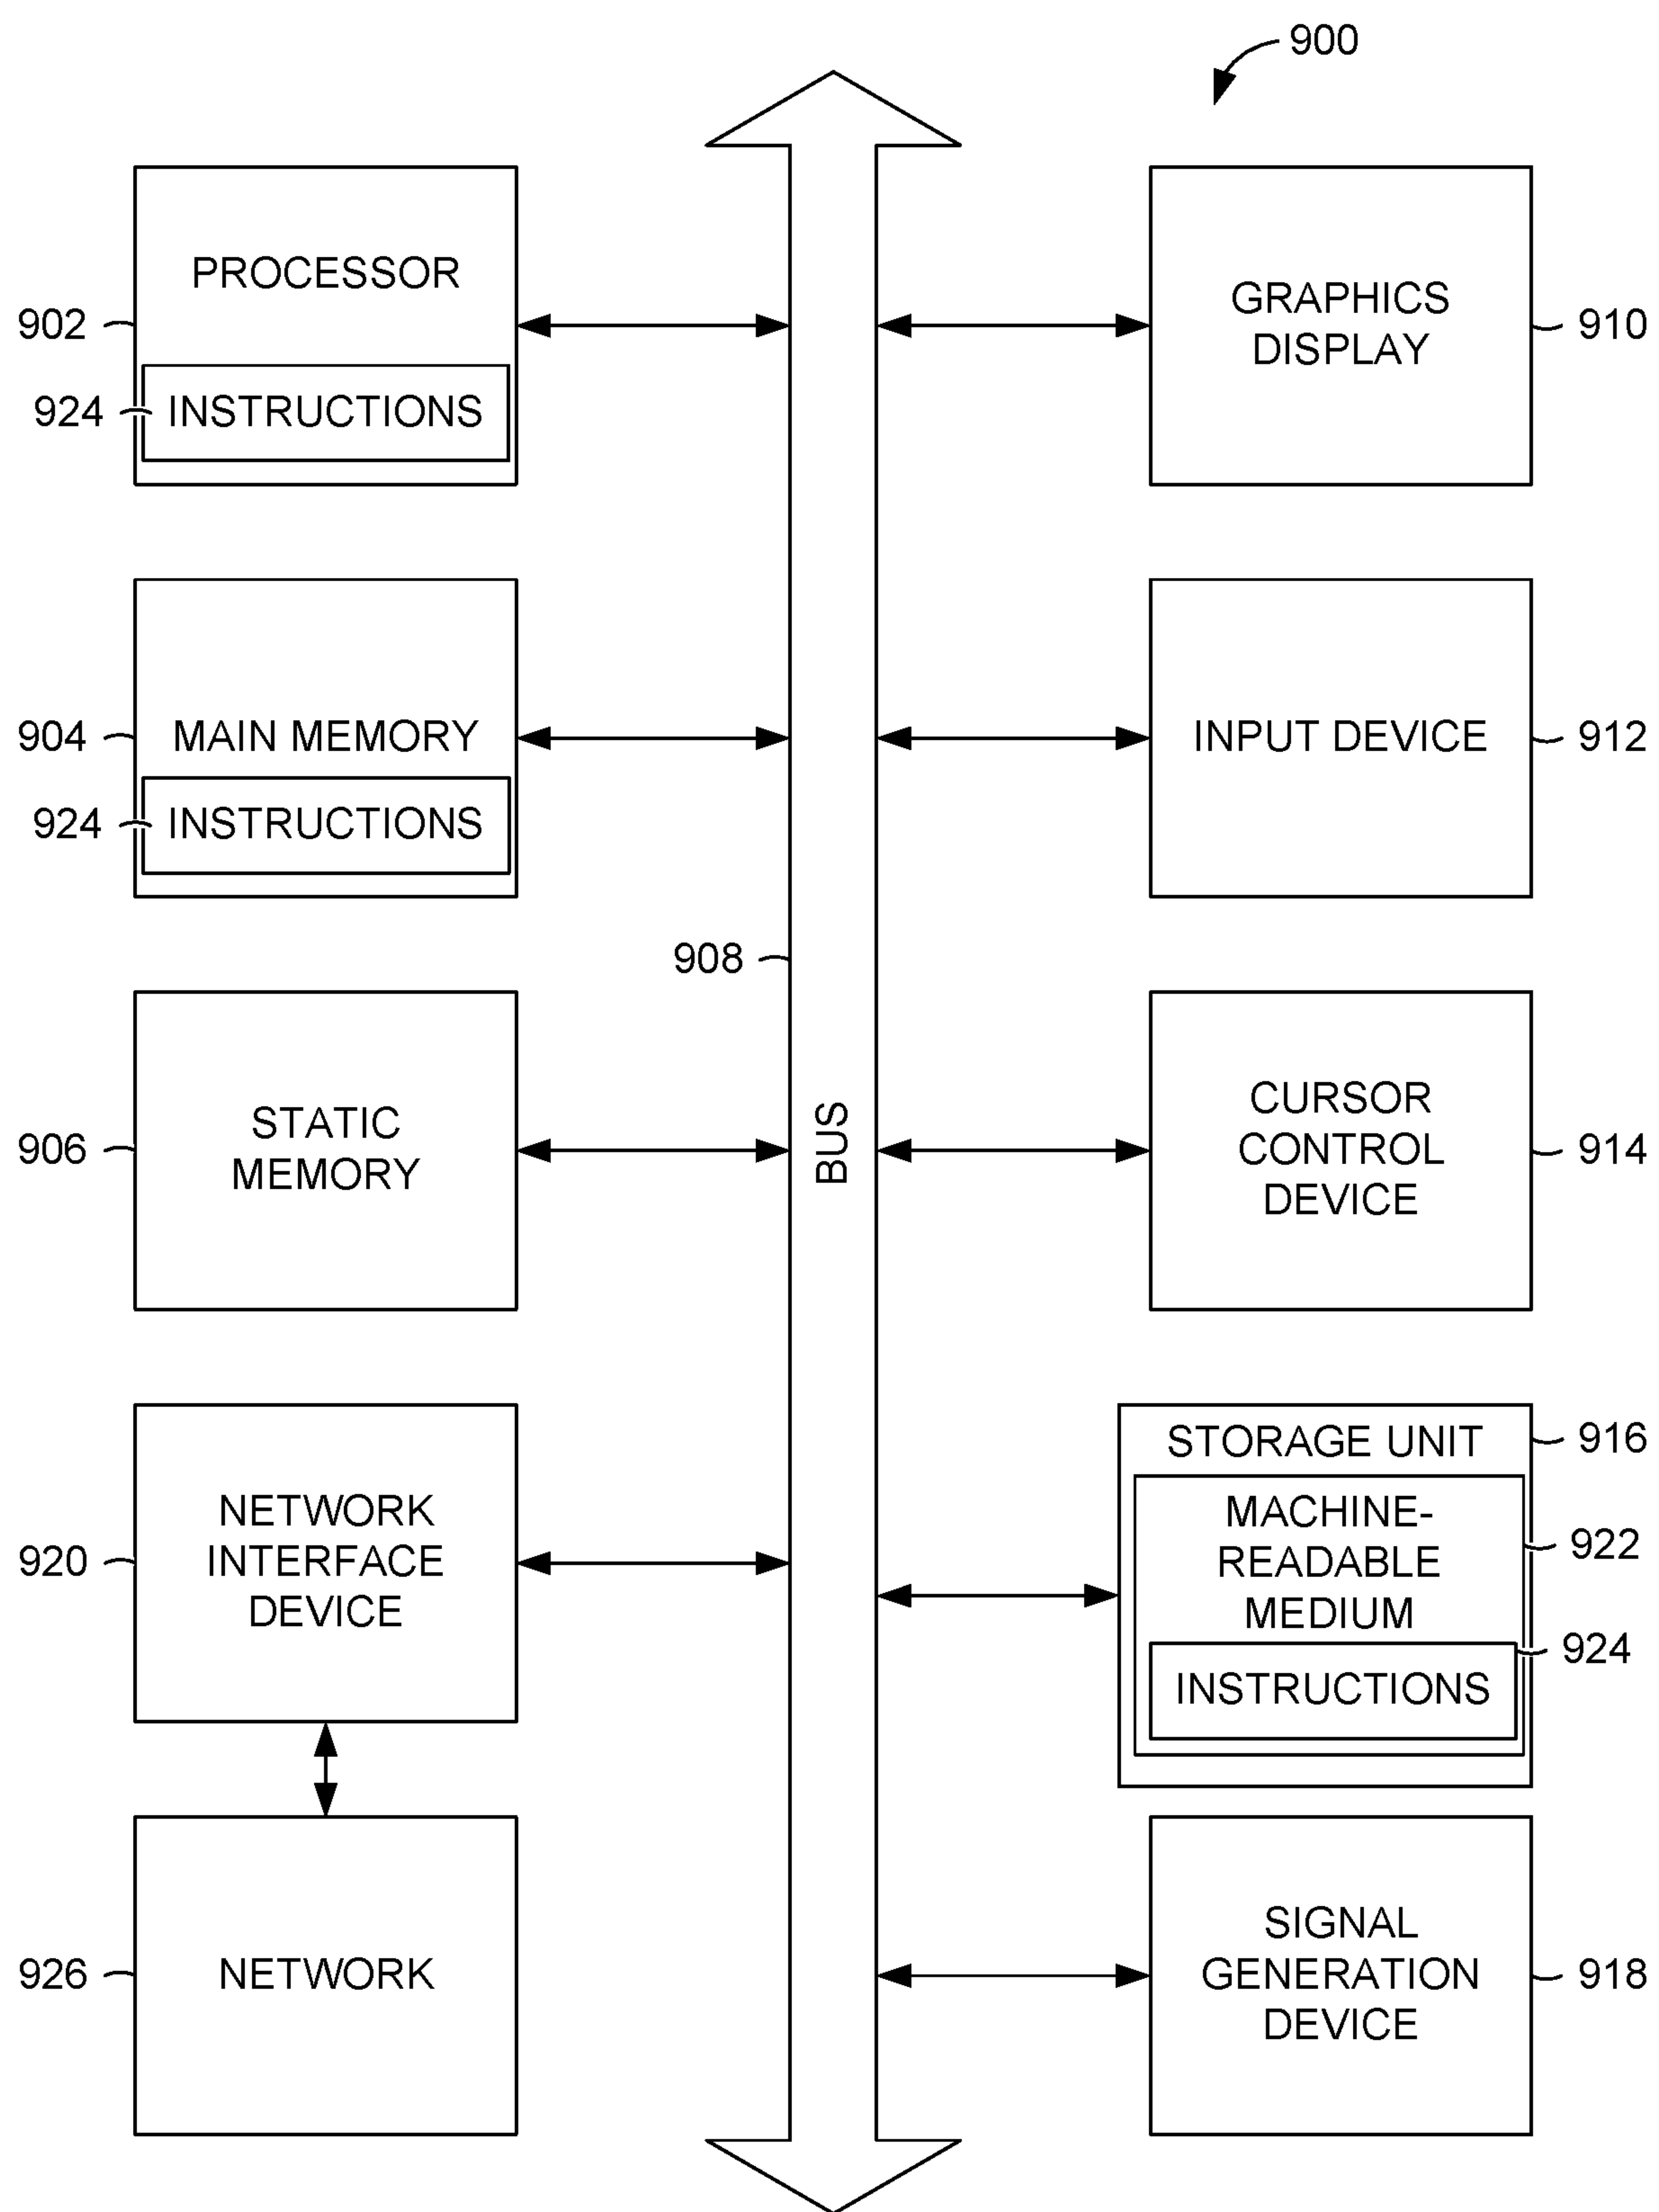 900
PROCESSOR
902
924
INSTRUCTIONS
GRAPHICS
DISPLAY
910
904
MAIN MEMORY
924
INSTRUCTIONS
INPUT DEVICE
912
908
BUS
906
STATIC
MEMORY
CURSOR
CONTROL
DEVICE
914
920
NETWORK
INTERFACE
DEVICE
STORAGE UNIT
916
MACHINE-
READABLE
MEDIUM
922
924
INSTRUCTIONS
926
NETWORK
SIGNAL
GENERATION
DEVICE
918